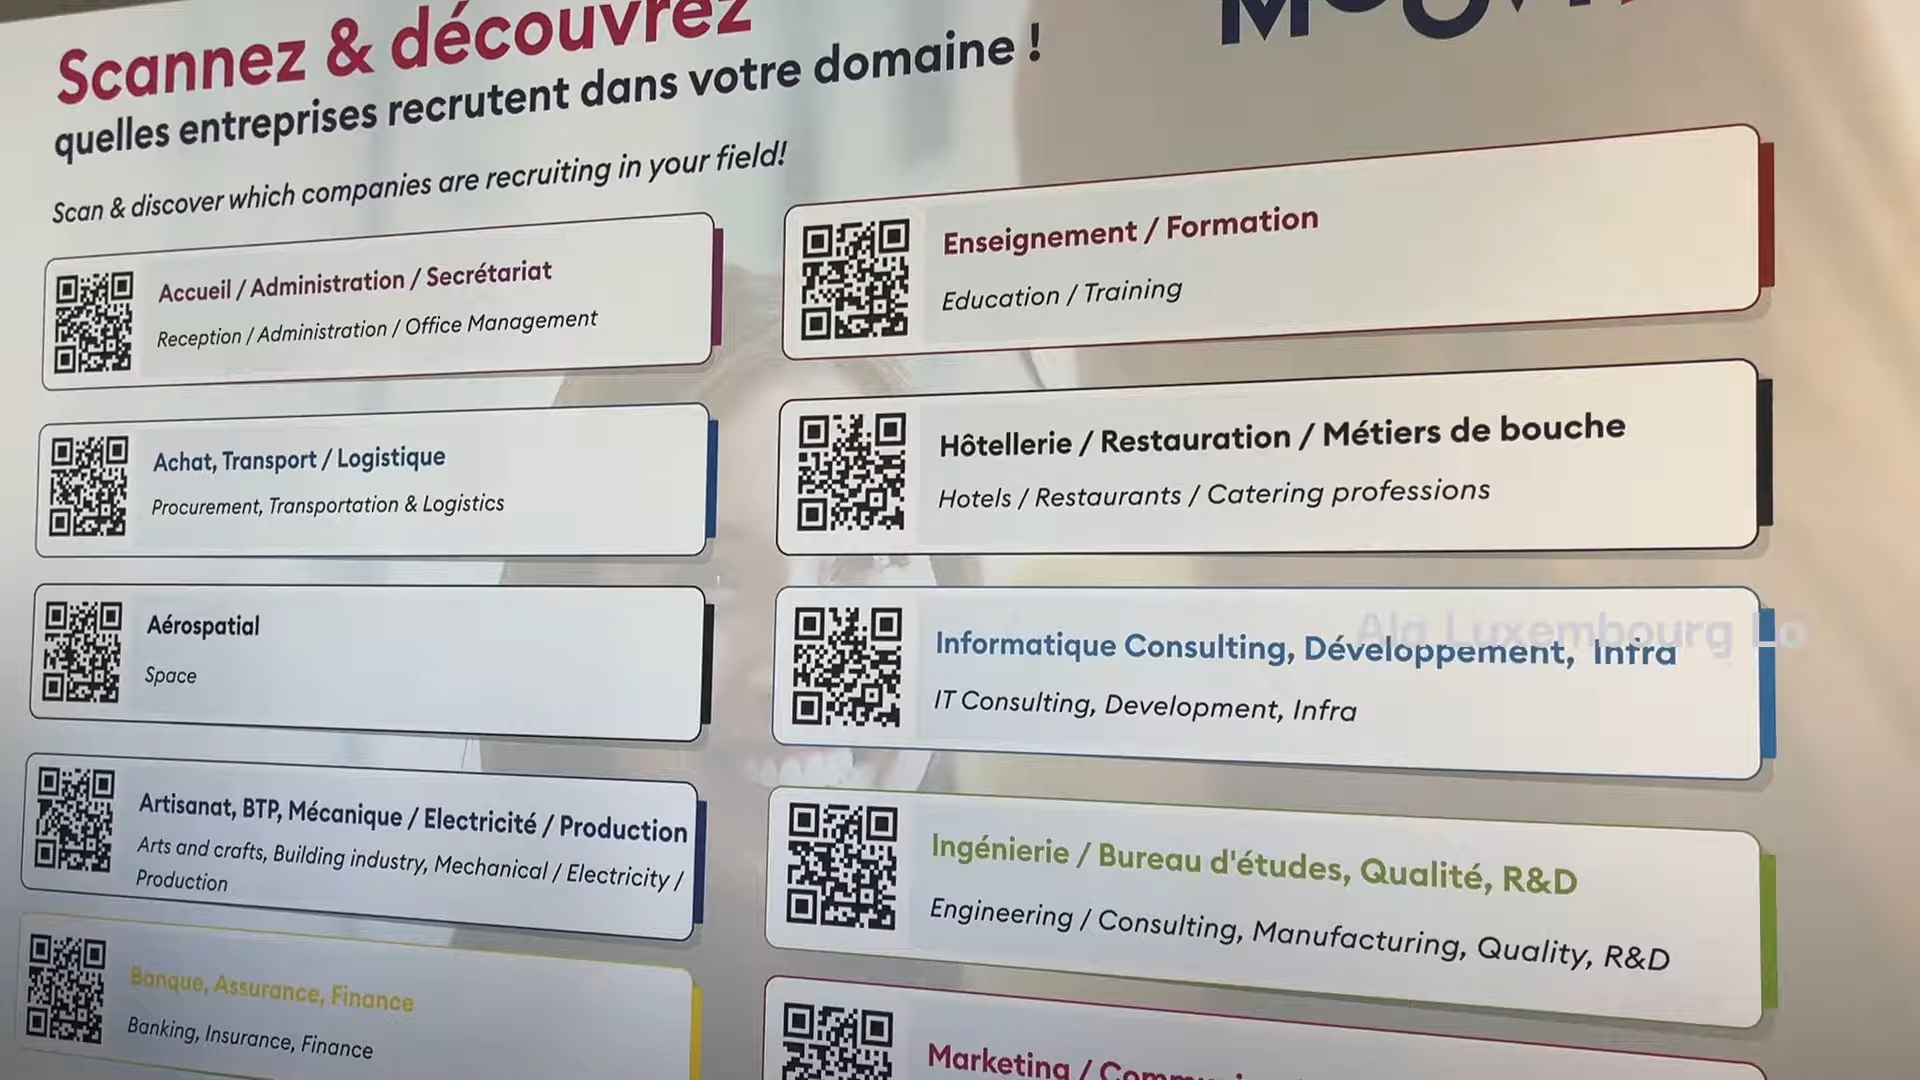 Scannez & découvrez
quelles entreprises recrutent dans votre domaine !
Scan & discover which companies are recruiting in your field!
Accueil / Administration / Secrétariat
Reception / Administration / Office Management
Achat, Transport / Logistique
Procurement, Transportation & Logistics
Aérospatial
Space
Artisanat, BTP, Mécanique / Electricité / Production
Arts and crafts, Building industry, Mechanical / Electricity /
Production
Banque, Assurance, Finance
Banking, Insurance, Finance
Enseignement / Formation
Education / Training
Hôtellerie / Restauration / Métiers de bouche
Hotels / Restaurants / Catering professions
Informatique Consulting, Développement, Infra
IT Consulting, Development, Infra
Ingénierie / Bureau d'études, Qualité, R&D
Engineering / Consulting, Manufacturing, Quality, R&D
Marketing /
Luxembourg